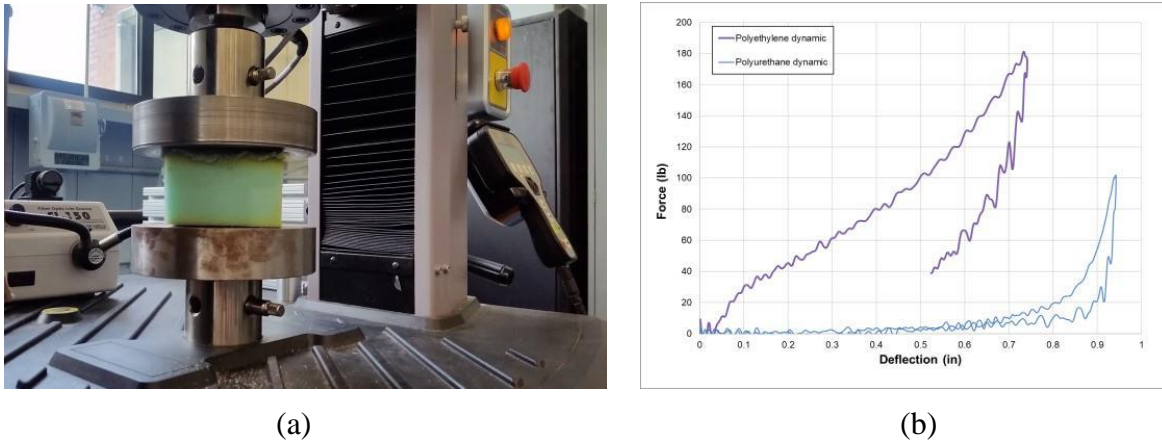 FI-150
200
180
160
140
120
100
80
60
40
20
0
Force (lb)
Polyethylene dynamic
Polyurethane dynamic
0 0.1 0.2 0.3 0.4 0.5 0.6 0.7 0.8 0.9 1
Deflection (in)
(a) (b)